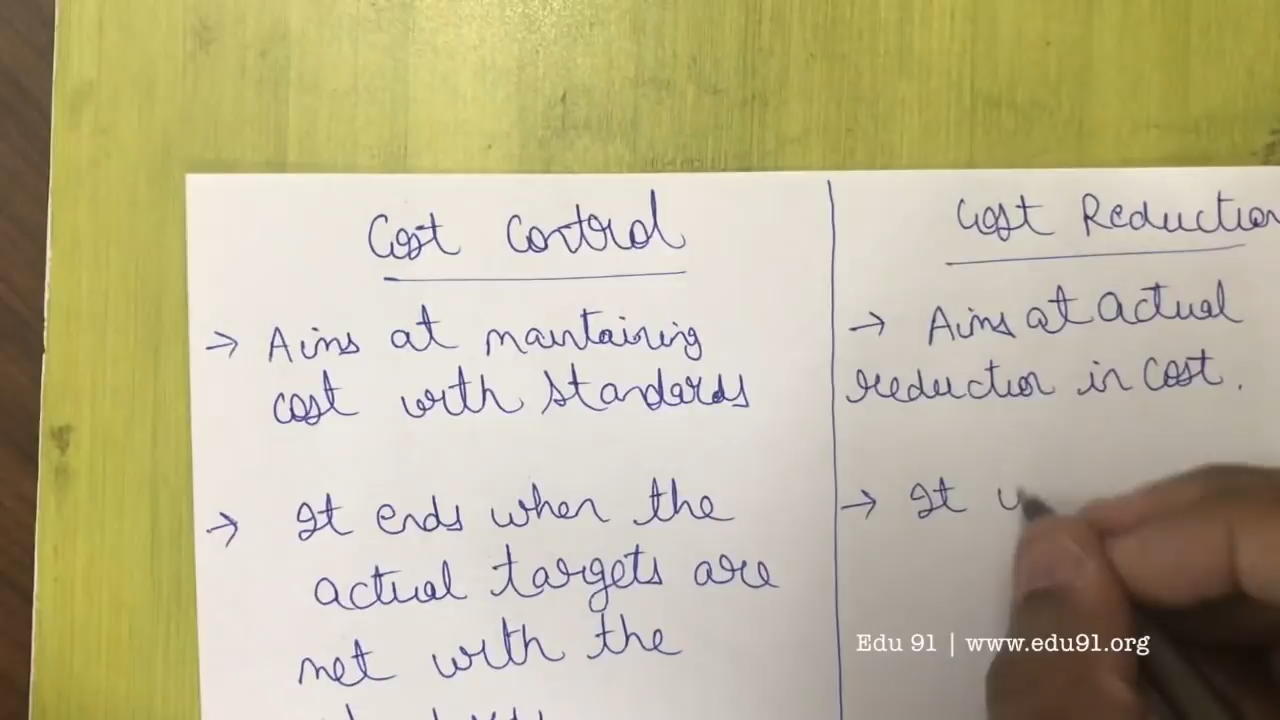 Cost Control
→ Aims at maintaining
cost with standards
→ It ends when the
actual targets are
met with the
Cost Reduction
→ Aims at actual
reduction in cost.
→ It
Edu 91 | www.edu91.org